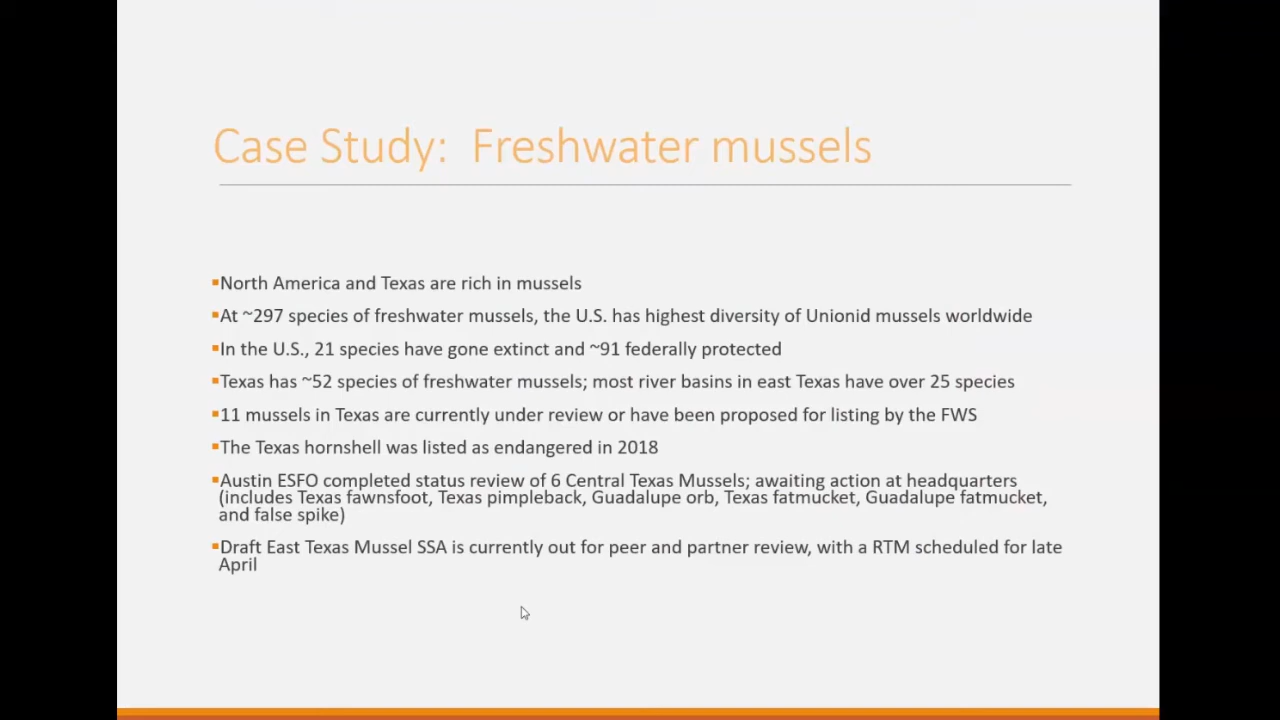 Case Study: Freshwater mussels
▪North America and Texas are rich in mussels
▪At ~297 species of freshwater mussels, the U.S. has highest diversity of Unionid mussels worldwide
▪In the U.S., 21 species have gone extinct and ~91 federally protected
▪Texas has ~52 species of freshwater mussels; most river basins in east Texas have over 25 species
▪11 mussels in Texas are currently under review or have been proposed for listing by the FWS
▪The Texas hornshell was listed as endangered in 2018
▪Austin ESFO completed status review of 6 Central Texas Mussels; awaiting action at headquarters
(includes Texas fawnsfoot, Texas pimpleback, Guadalupe orb, Texas fatmucket, Guadalupe fatmucket,
and false spike)
▪Draft East Texas Mussel SSA is currently out for peer and partner review, with a RTM scheduled for late
April